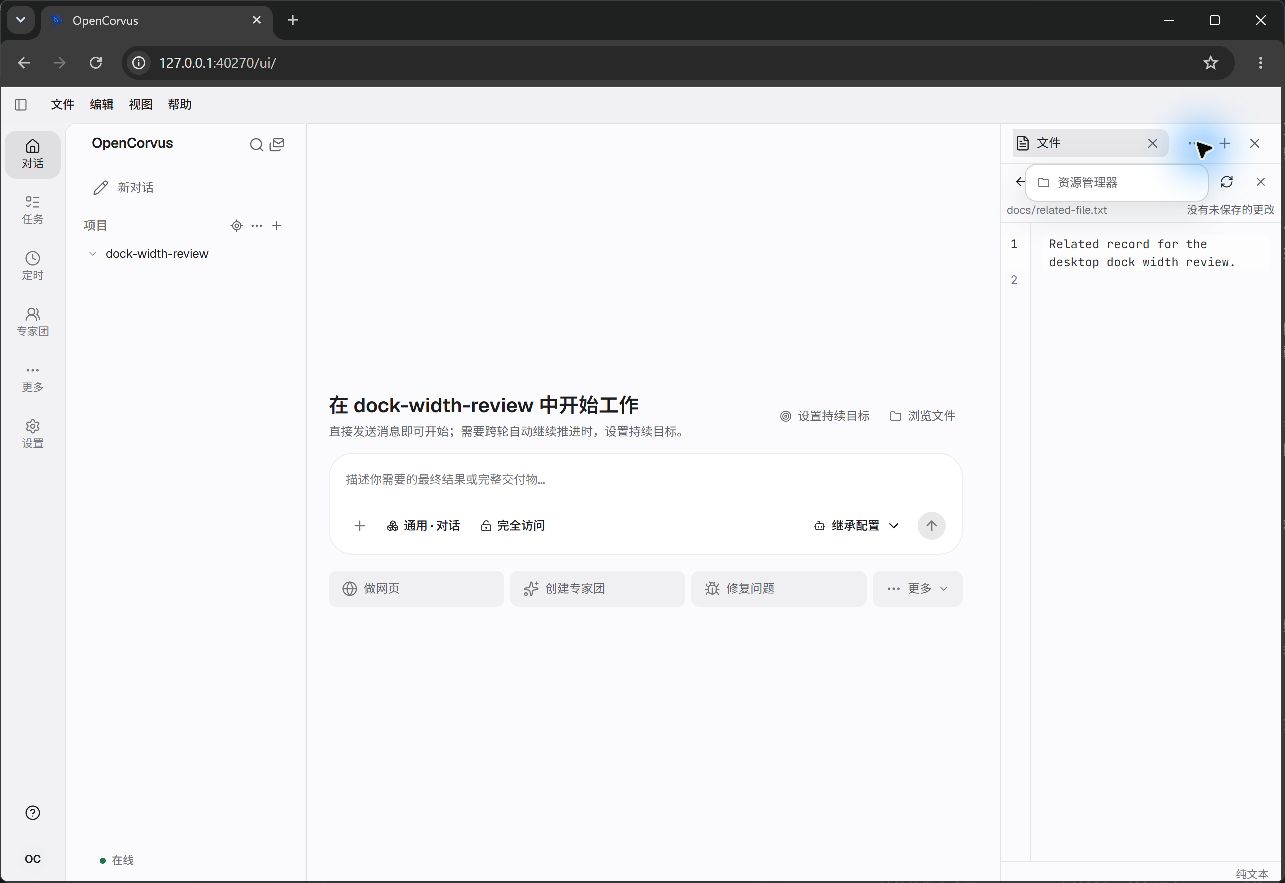 OpenCorvus
127.0.0.1:40270/ui/
文件 编辑 视图 帮助
对话
任务
定时
专家团
更多
设置
OC
OpenCorvus
新对话
项目
dock-width-review
在线
在 dock-width-review 中开始工作
直接发送消息即可开始；需要跨轮自动继续推进时，设置持续目标。
设置持续目标 浏览文件
描述你需要的最终结果或完整交付物...
通用 · 对话 完全访问 继承配置
做网页 创建专家团 修复问题 更多
文件
资源管理器
docs/related-file.txt 没有未保存的更改
1 Related record for the
desktop dock width review.
2
纯文本